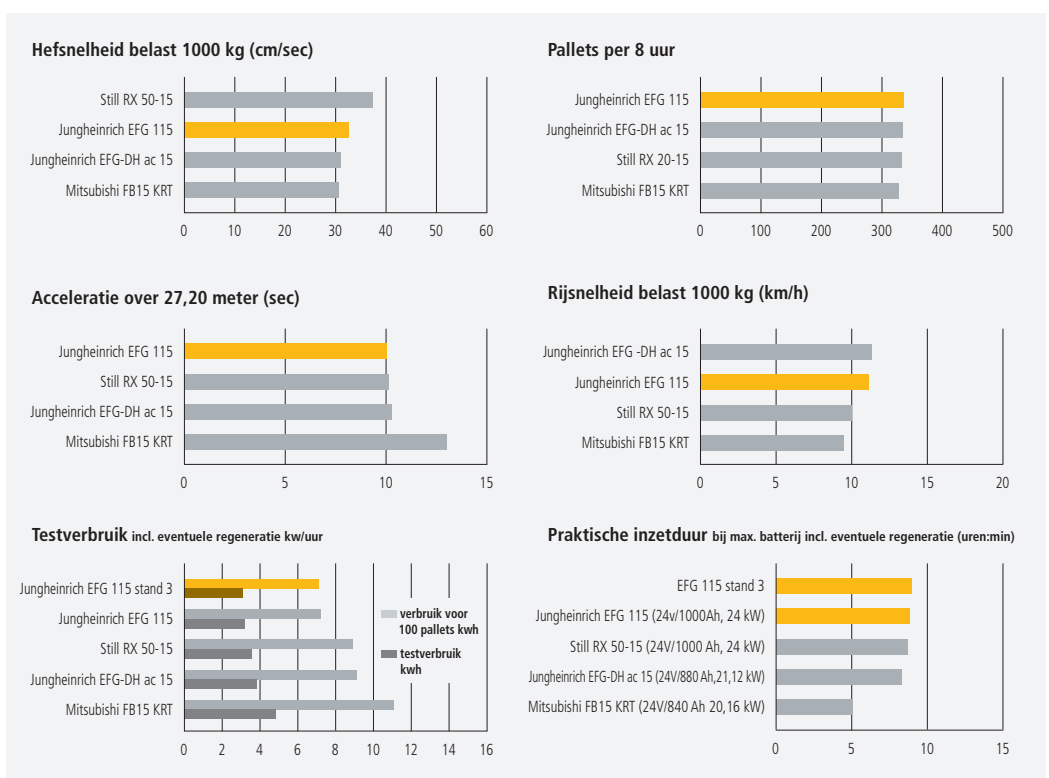 Hefsnelheid belast 1000 kg (cm/sec)
Still RX 50-15
Jungheinrich EFG 115
Jungheinrich EFG-DH ac 15
Mitsubishi FB15 KRT
0 10 20 30 40 50 60
Pallets per 8 uur
Jungheinrich EFG 115
Jungheinrich EFG-DH ac 15
Still RX 20-15
Mitsubishi FB15 KRT
0 100 200 300 400 500
Acceleratie over 27,20 meter (sec)
Jungheinrich EFG 115
Still RX 50-15
Jungheinrich EFG-DH ac 15
Mitsubishi FB15 KRT
0 5 10 15
Rijsnelheid belast 1000 kg (km/h)
Jungheinrich EFG -DH ac 15
Jungheinrich EFG 115
Still RX 50-15
Mitsubishi FB15 KRT
0 5 10 15 20
Testverbruik incl. eventuele regeneratie kw/uur
Jungheinrich EFG 115 stand 3
Jungheinrich EFG 115
Still RX 50-15
Jungheinrich EFG-DH ac 15
Mitsubishi FB15 KRT
verbruik voor
100 pallets kwh
testverbruik
kwh
0 2 4 6 8 10 12 14 16
Praktische inzetduur bij max. batterij incl. eventuele regeneratie (uren:min)
EFG 115 stand 3
Jungheinrich EFG 115 (24v/1000Ah, 24 kW)
Still RX 50-15 (24V/1000 Ah, 24 kW)
Jungheinrich EFG-DH ac 15 (24V/880 Ah,21,12 kW)
Mitsubishi FB15 KRT (24V/840 Ah 20,16 kW)
0 5 10 15